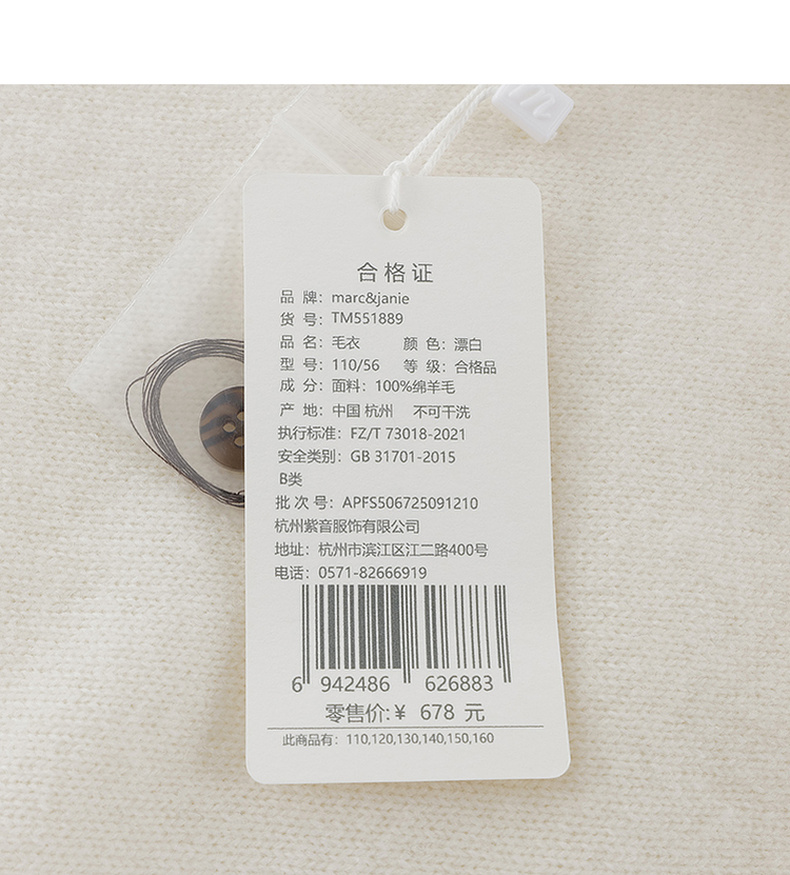 合格证
品 牌：marc&janie
货 号：TM551889
品 名：毛衣 颜 色：漂白
型 号：110/56 等 级：合格品
成 分：面料：100%绵羊毛
产 地：中国 杭州 不可干洗
执行标准：FZ/T 73018-2021
安全类别：GB 31701-2015
B类
批 次 号：APFS506725091210
杭州紫音服饰有限公司
地址：杭州市滨江区江二路400号
电话：0571-82666919
6 942486 626883
零售价:¥ 678 元
此商品有：110,120,130,140,150,160
m